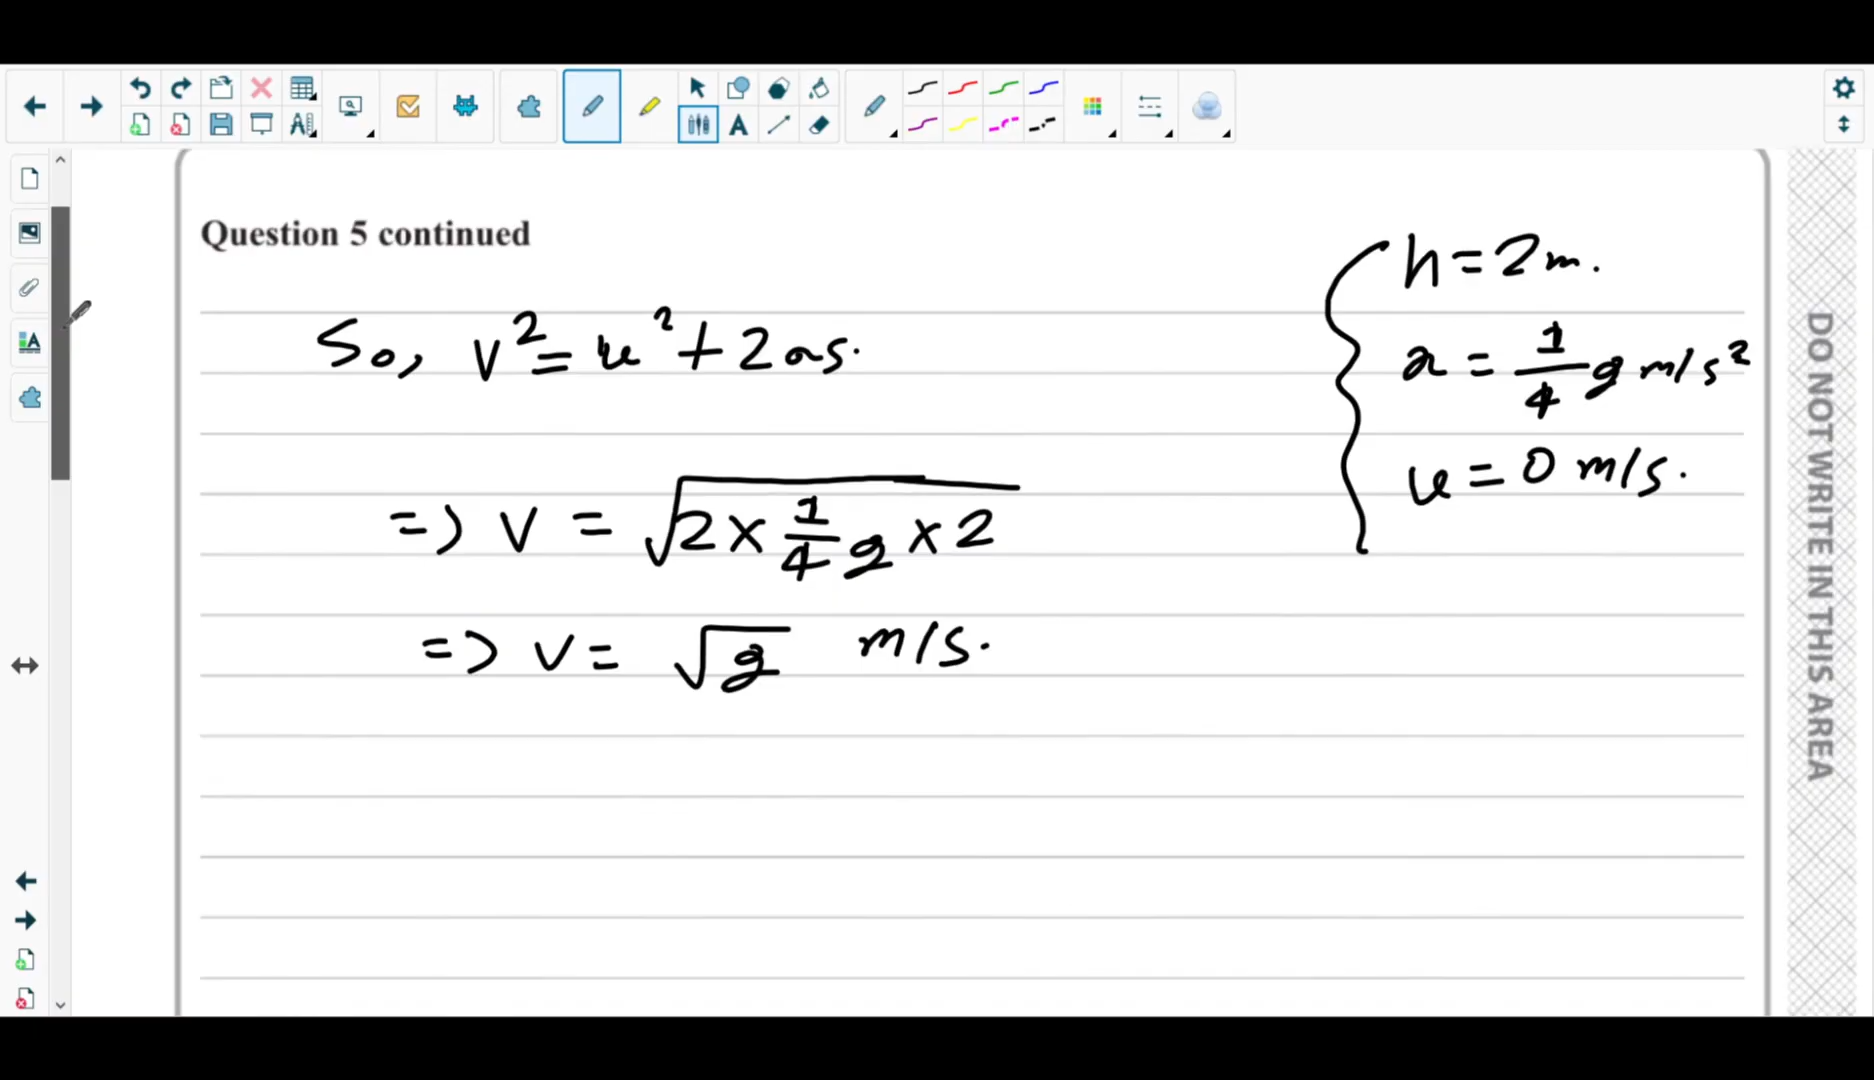 Question 5 continued
h = 2m.
So, v² = u² + 2as.
a = 1/4 g m/s²
u = 0 m/s.
=> v = √(2 × 1/4 g × 2)
=> v = √g m/s.
DO NOT WRITE IN THIS AREA